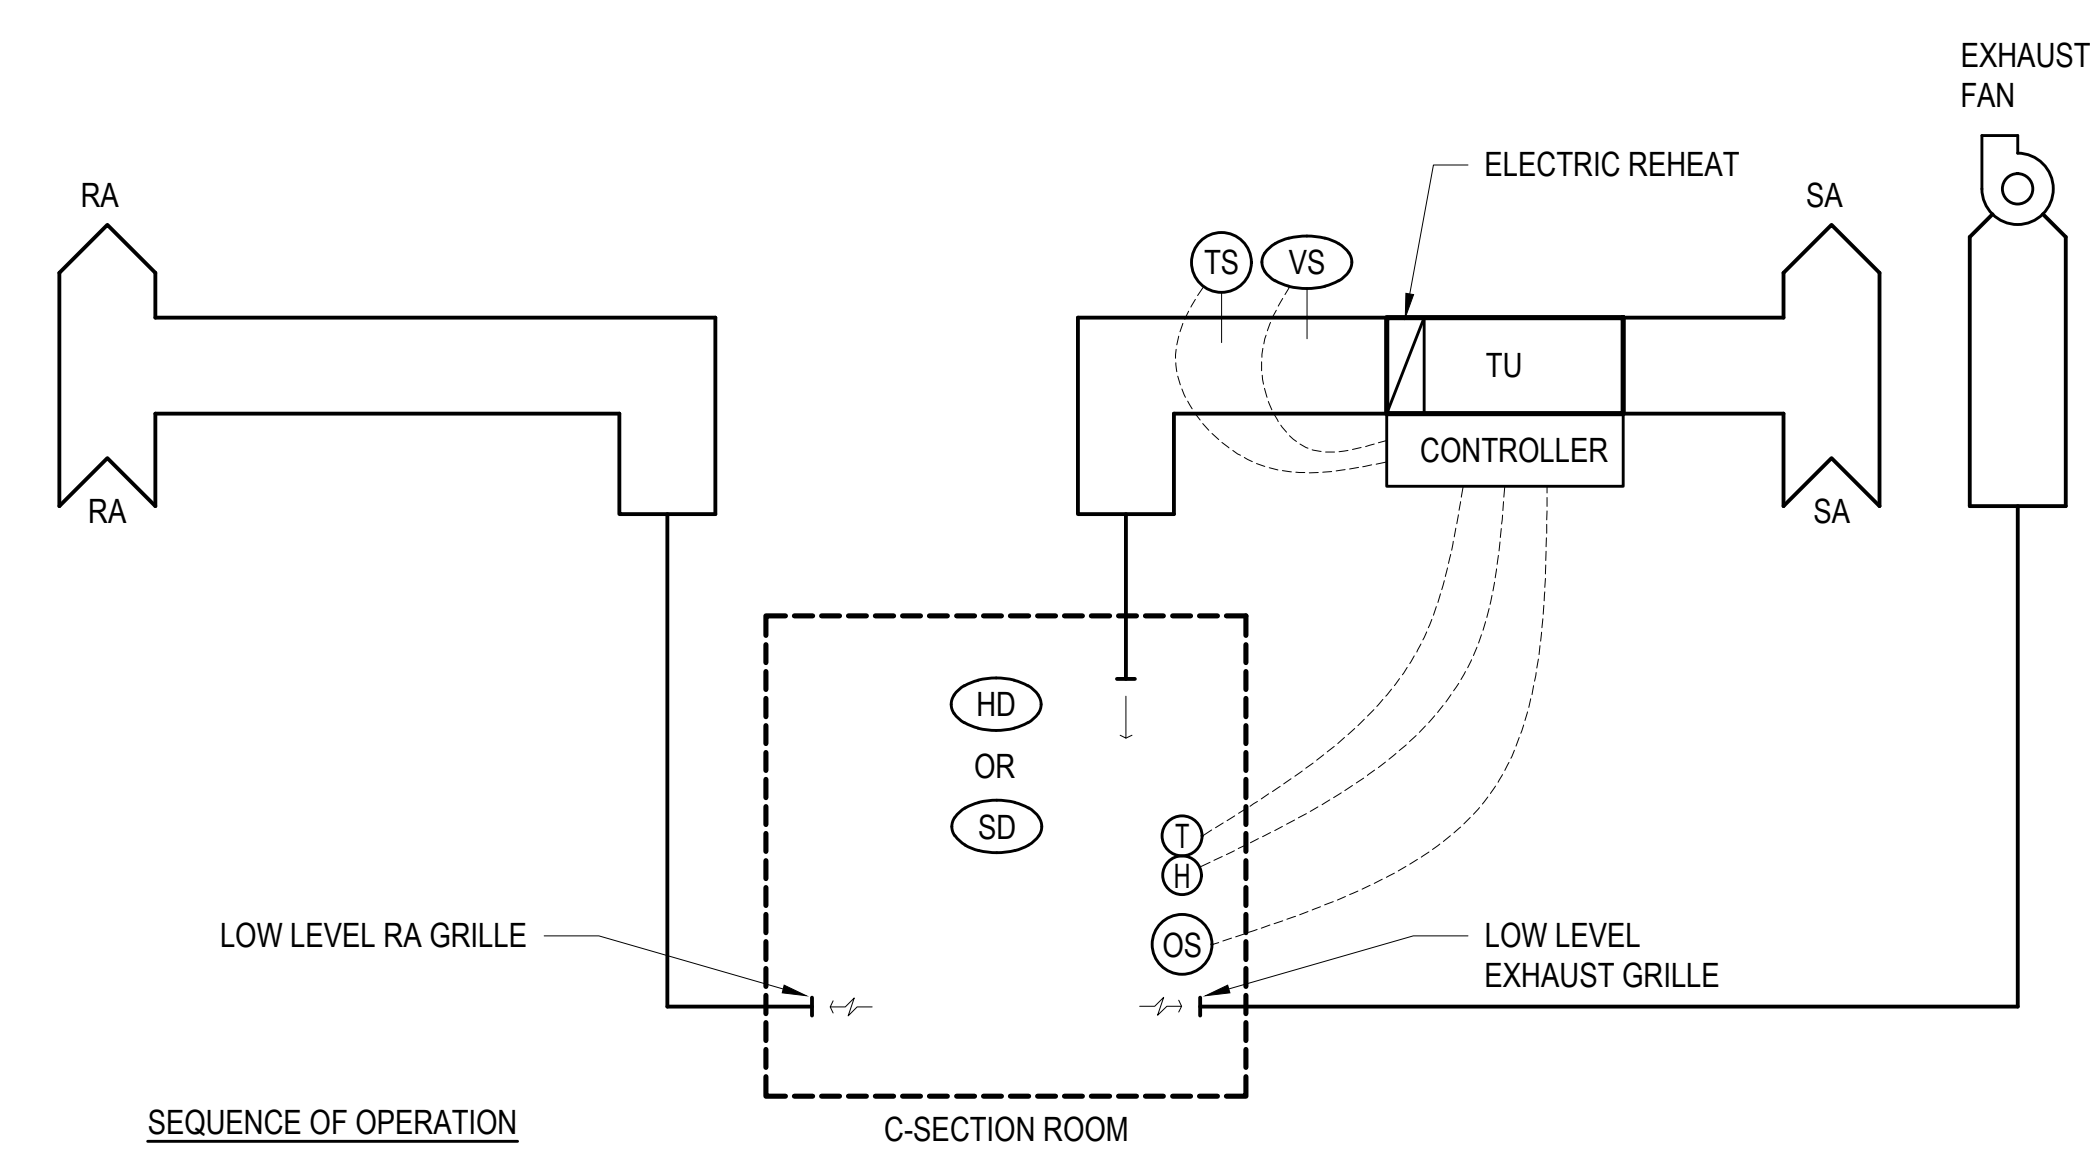 EXHAUST
FAN
ELECTRIC REHEAT
RA
SA
TS
VS
TU
CONTROLLER
RA
SA
HD
OR
SD
T
H
OS
LOW LEVEL RA GRILLE
LOW LEVEL
EXHAUST GRILLE
SEQUENCE OF OPERATION
C-SECTION ROOM